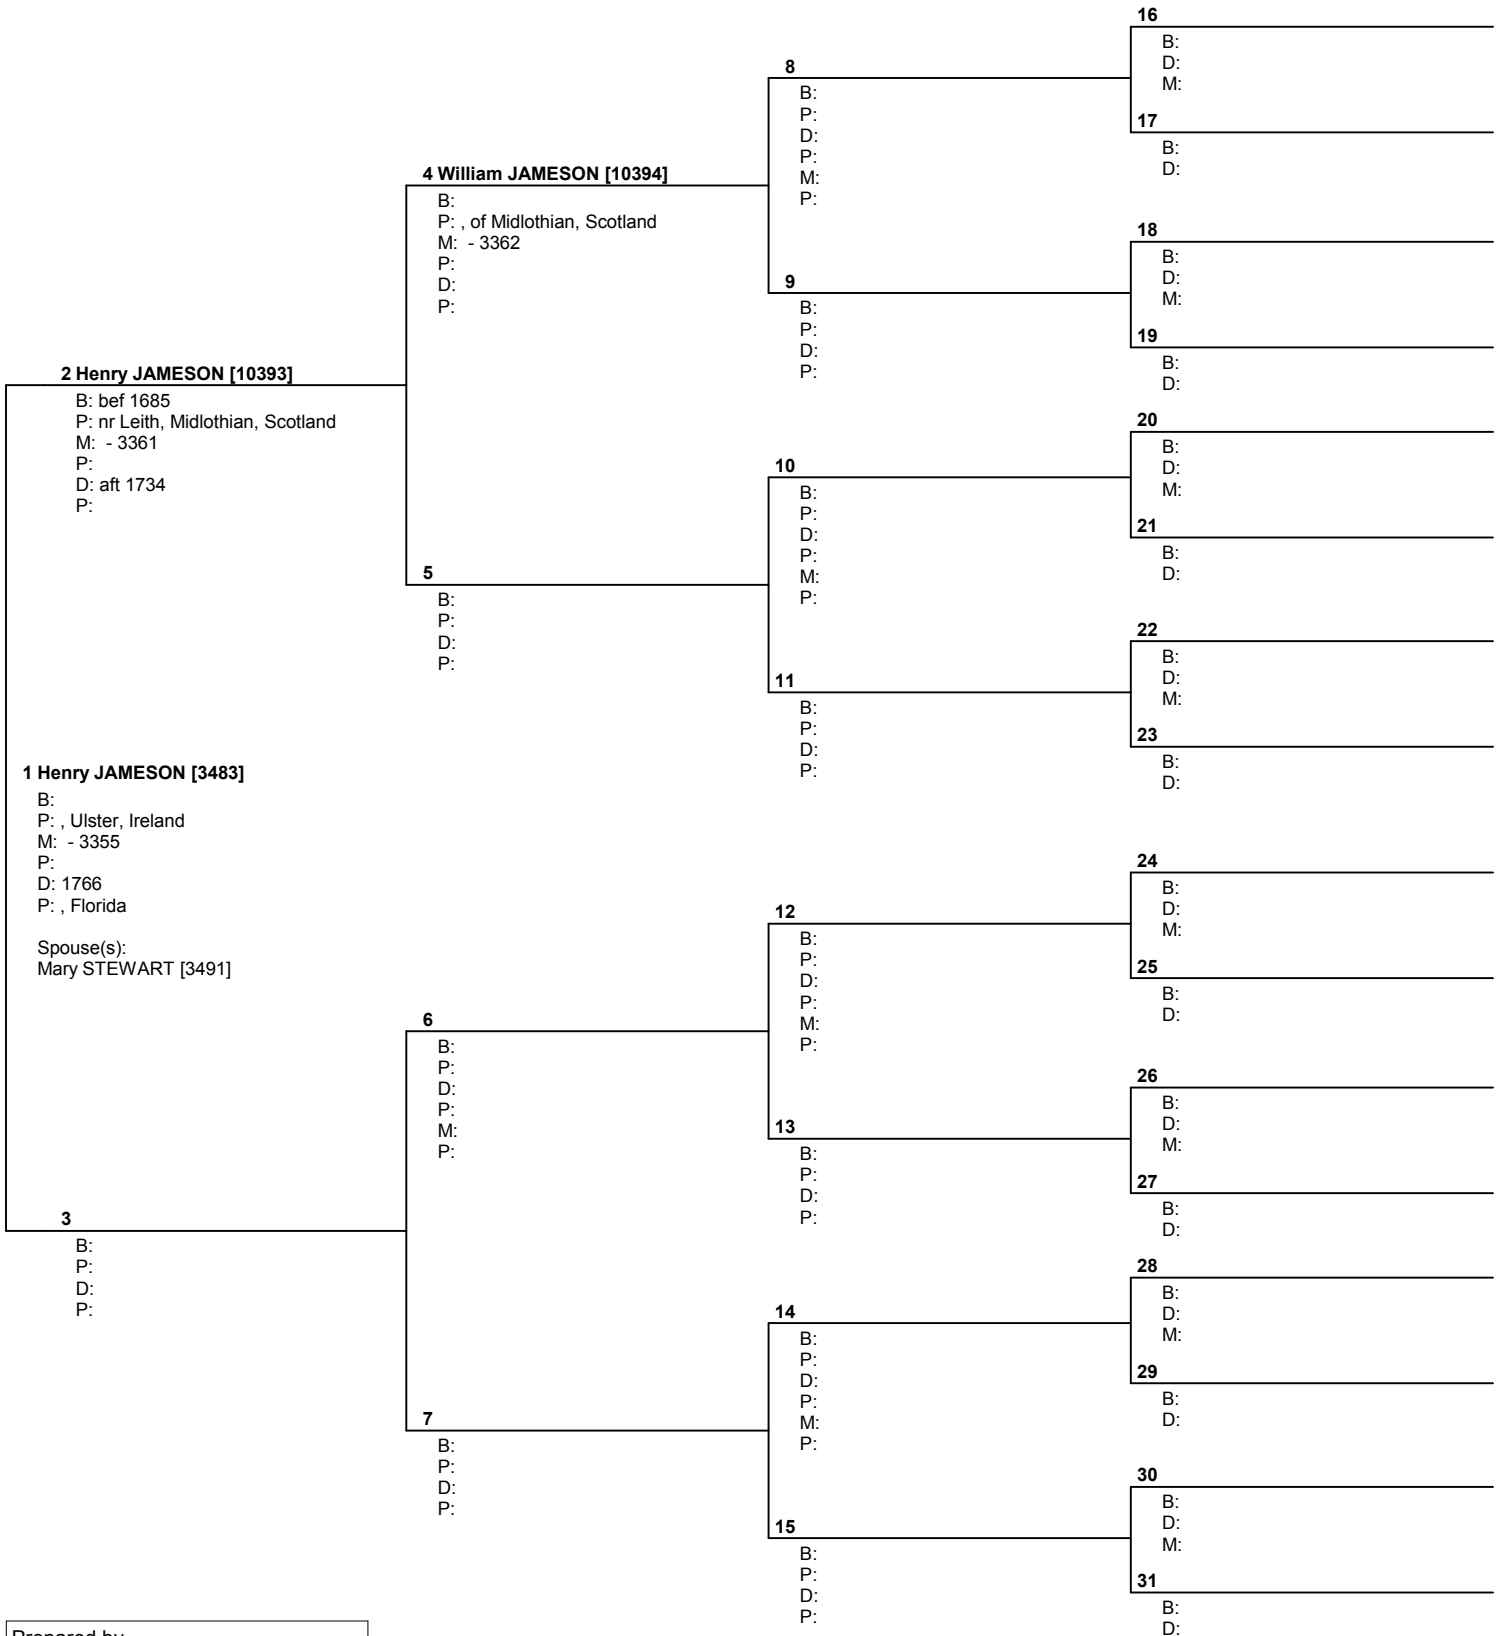 16
B:
D:
M:
17
B:
D:
8
B:
P:
D:
P:
M:
P:
18
B:
D:
M:
19
B:
D:
9
B:
P:
D:
P:
4 William JAMESON [10394]
B:
P: , of Midlothian, Scotland
M: - 3362
P:
D:
P:
2 Henry JAMESON [10393]
B: bef 1685
P: nr Leith, Midlothian, Scotland
M: - 3361
P:
D: aft 1734
P:
20
B:
D:
M:
21
B:
D:
10
B:
P:
D:
P:
M:
P:
5
B:
P:
D:
P:
22
B:
D:
M:
23
B:
D:
11
B:
P:
D:
P:
1 Henry JAMESON [3483]
B:
P: , Ulster, Ireland
M: - 3355
P:
D: 1766
P: , Florida
Spouse(s):
Mary STEWART [3491]
24
B:
D:
M:
25
B:
D:
12
B:
P:
D:
P:
M:
P:
6
B:
P:
D:
P:
M:
P:
26
B:
D:
M:
27
B:
D:
13
B:
P:
D:
P:
3
B:
P:
D:
P:
28
B:
D:
M:
29
B:
D:
14
B:
P:
D:
P:
M:
P:
7
B:
P:
D:
P:
30
B:
D:
M:
31
B:
D:
15
B:
P:
D:
P:
Prepared by